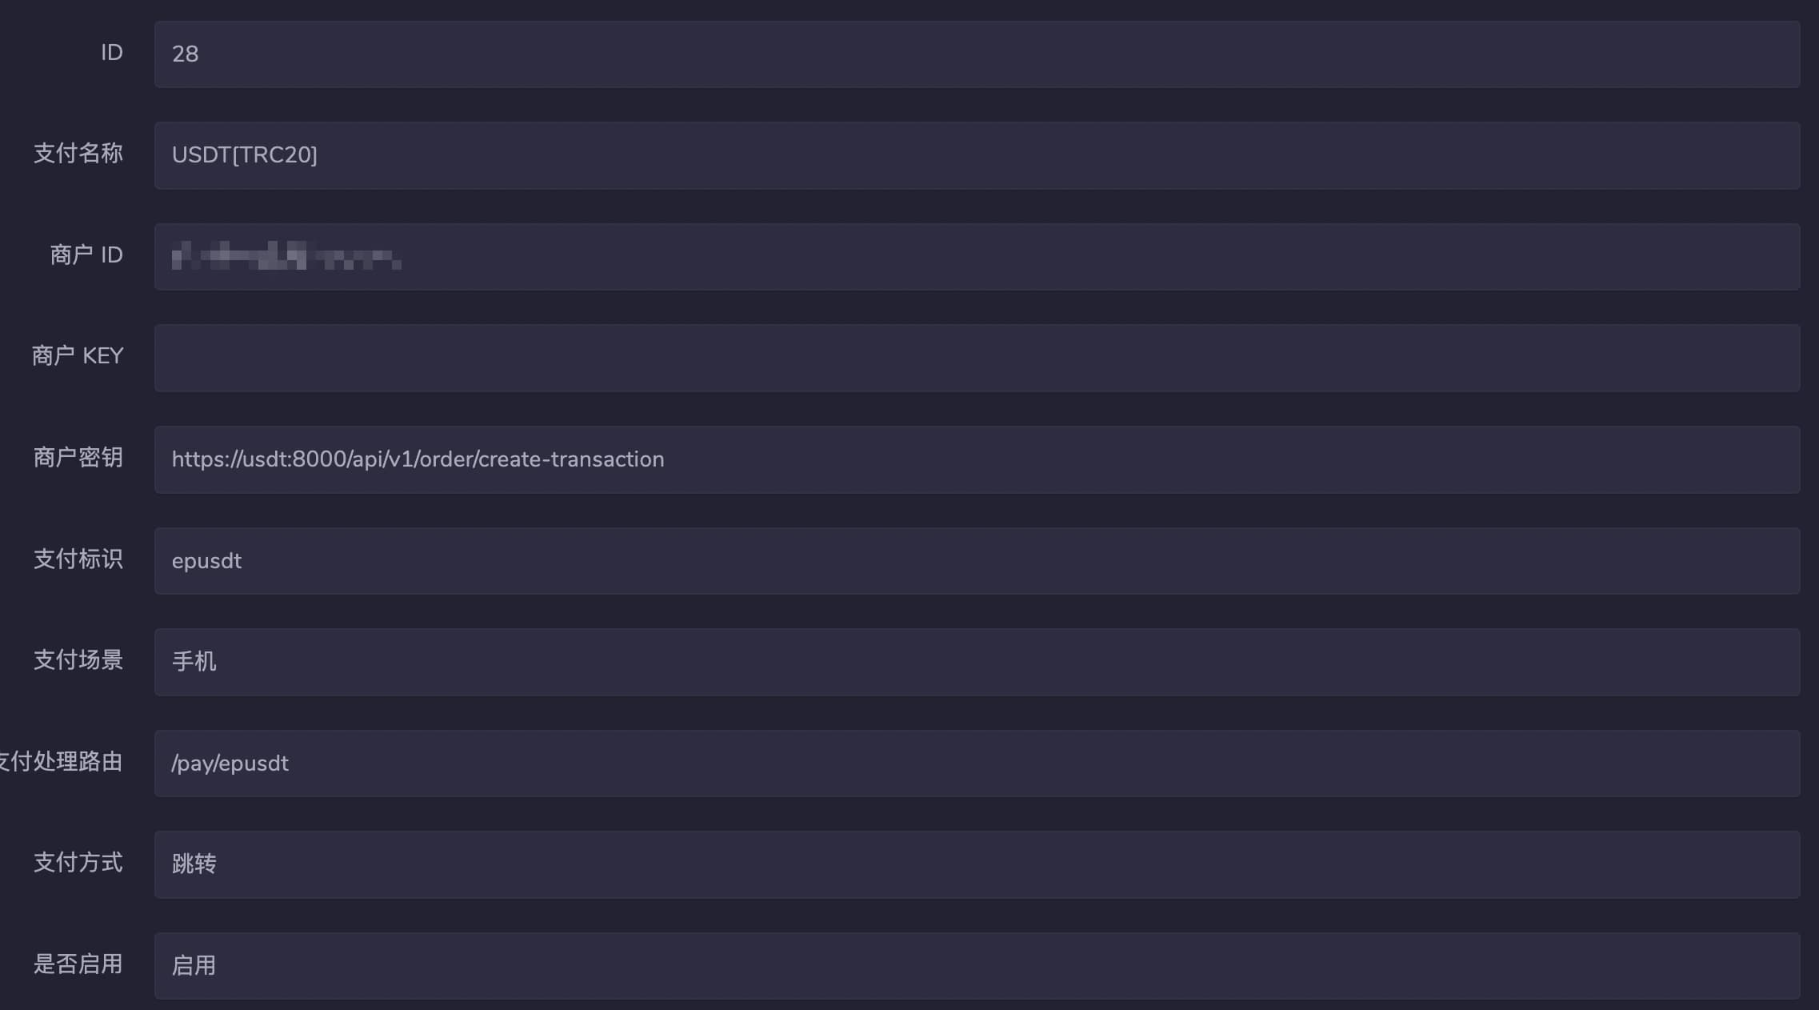 ID 28
支付名称 USDT[TRC20]
商户 ID
商户 KEY
商户密钥 https://usdt:8000/api/v1/order/create-transaction
支付标识 epusdt
支付场景 手机
支付处理路由 /pay/epusdt
支付方式 跳转
是否启用 启用